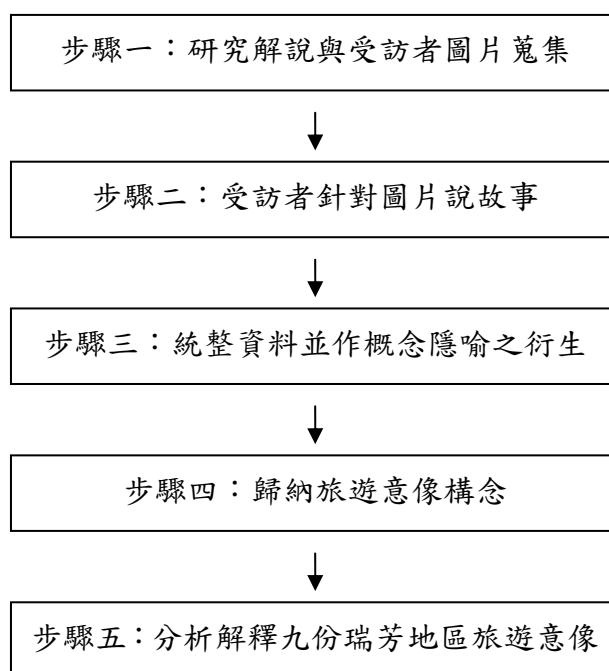 步驟一：研究解說與受訪者圖片蒐集
步驟二：受訪者針對圖片說故事
步驟三：統整資料並作概念隱喻之衍生
步驟四：歸納旅遊意像構念
步驟五：分析解釋九份瑞芳地區旅遊意像